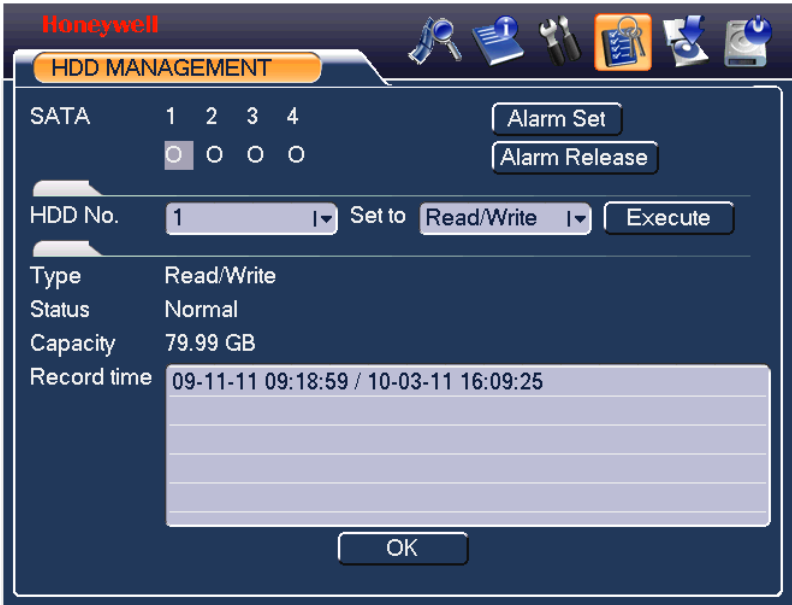 Honeywell
HDD MANAGEMENT
SATA 1 2 3 4 Alarm Set
O O O O Alarm Release
HDD No. 1 Set to Read/Write Execute
Type Read/Write
Status Normal
Capacity 79.99 GB
Record time 09-11-11 09:18:59 / 10-03-11 16:09:25
OK